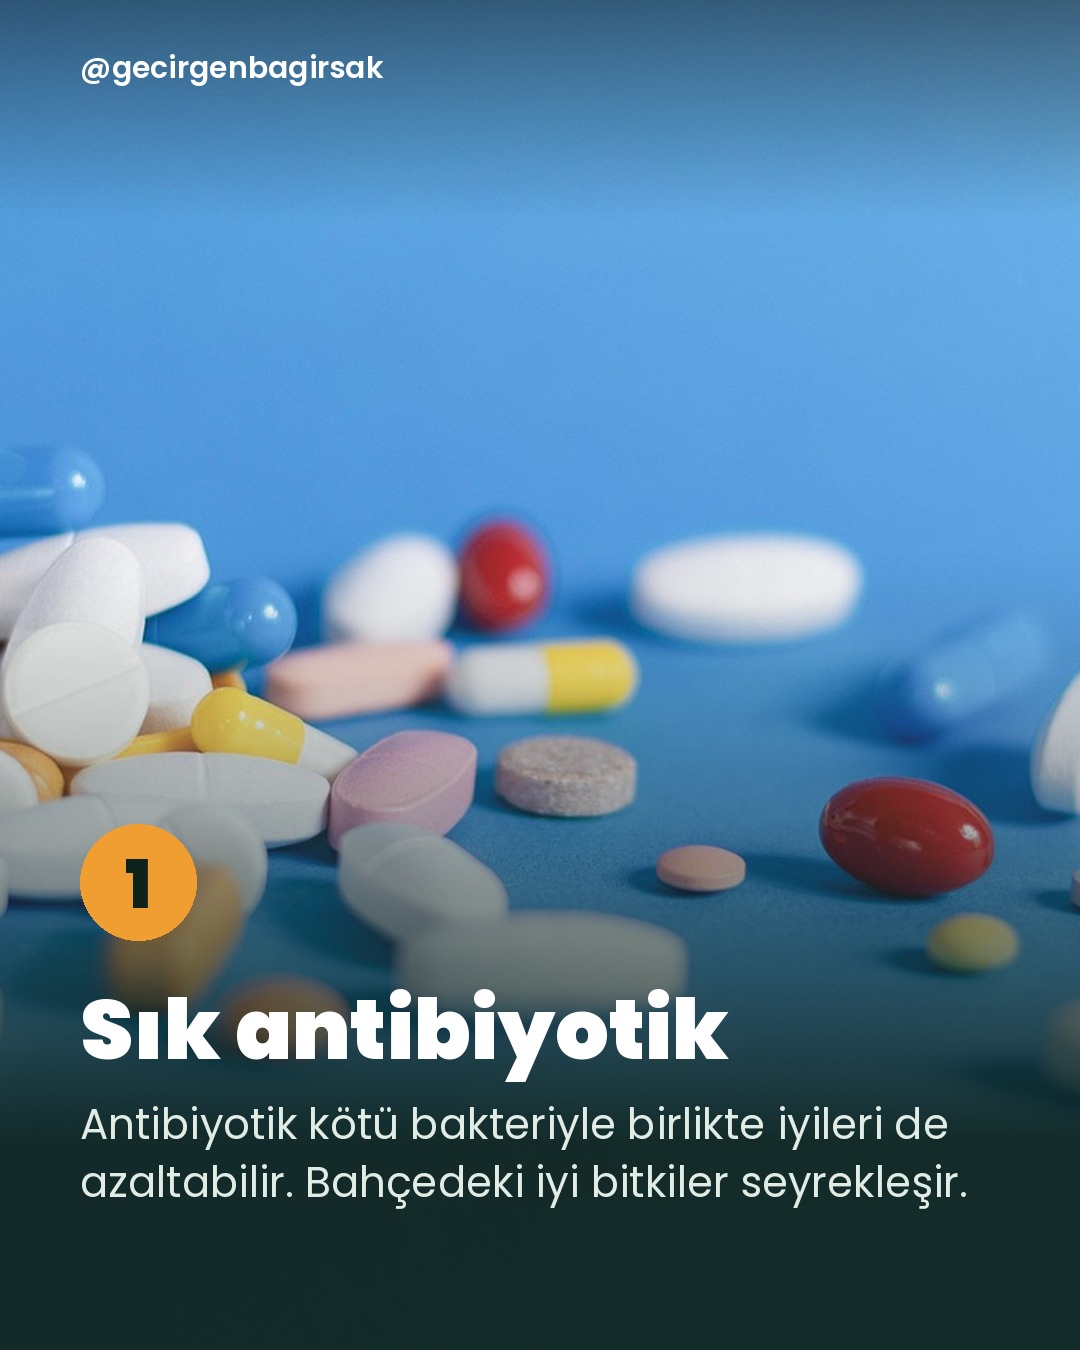 @gecirgenbagirsak
1
Sık antibiyotik
Antibiyotik kötü bakteriyle birlikte iyileri de
azaltabilir. Bahçedeki iyi bitkiler seyrekleşir.